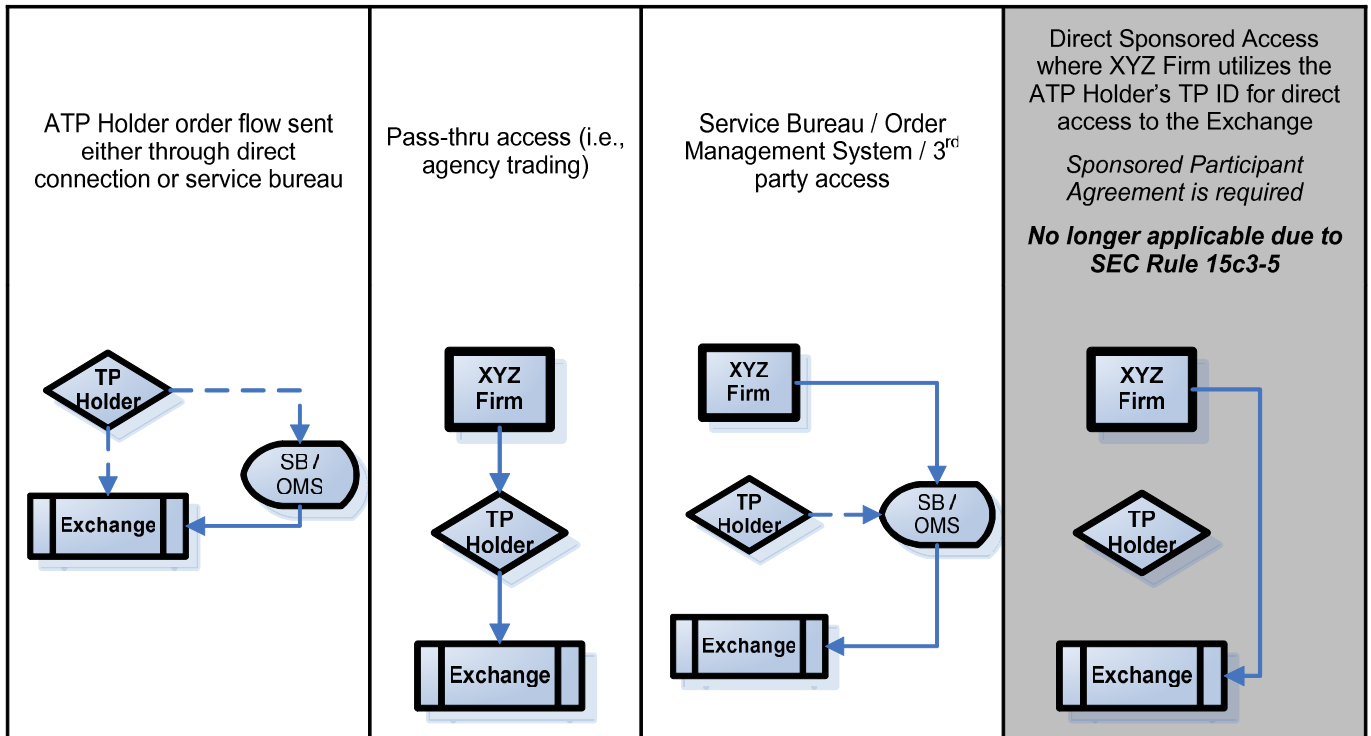 ATP Holder order flow sent
either through direct
connection or service bureau
TP
Holder
SB /
OMS
Exchange
Pass-thru access (i.e.,
agency trading)
XYZ
Firm
TP
Holder
Exchange
Service Bureau / Order
Management System / 3rd
party access
XYZ
Firm
TP
Holder
SB /
OMS
Exchange
Direct Sponsored Access
where XYZ Firm utilizes the
ATP Holder's TP ID for direct
access to the Exchange
Sponsored Participant
Agreement is required
No longer applicable due to
SEC Rule 15c3-5
XYZ
Firm
TP
Holder
Exchange